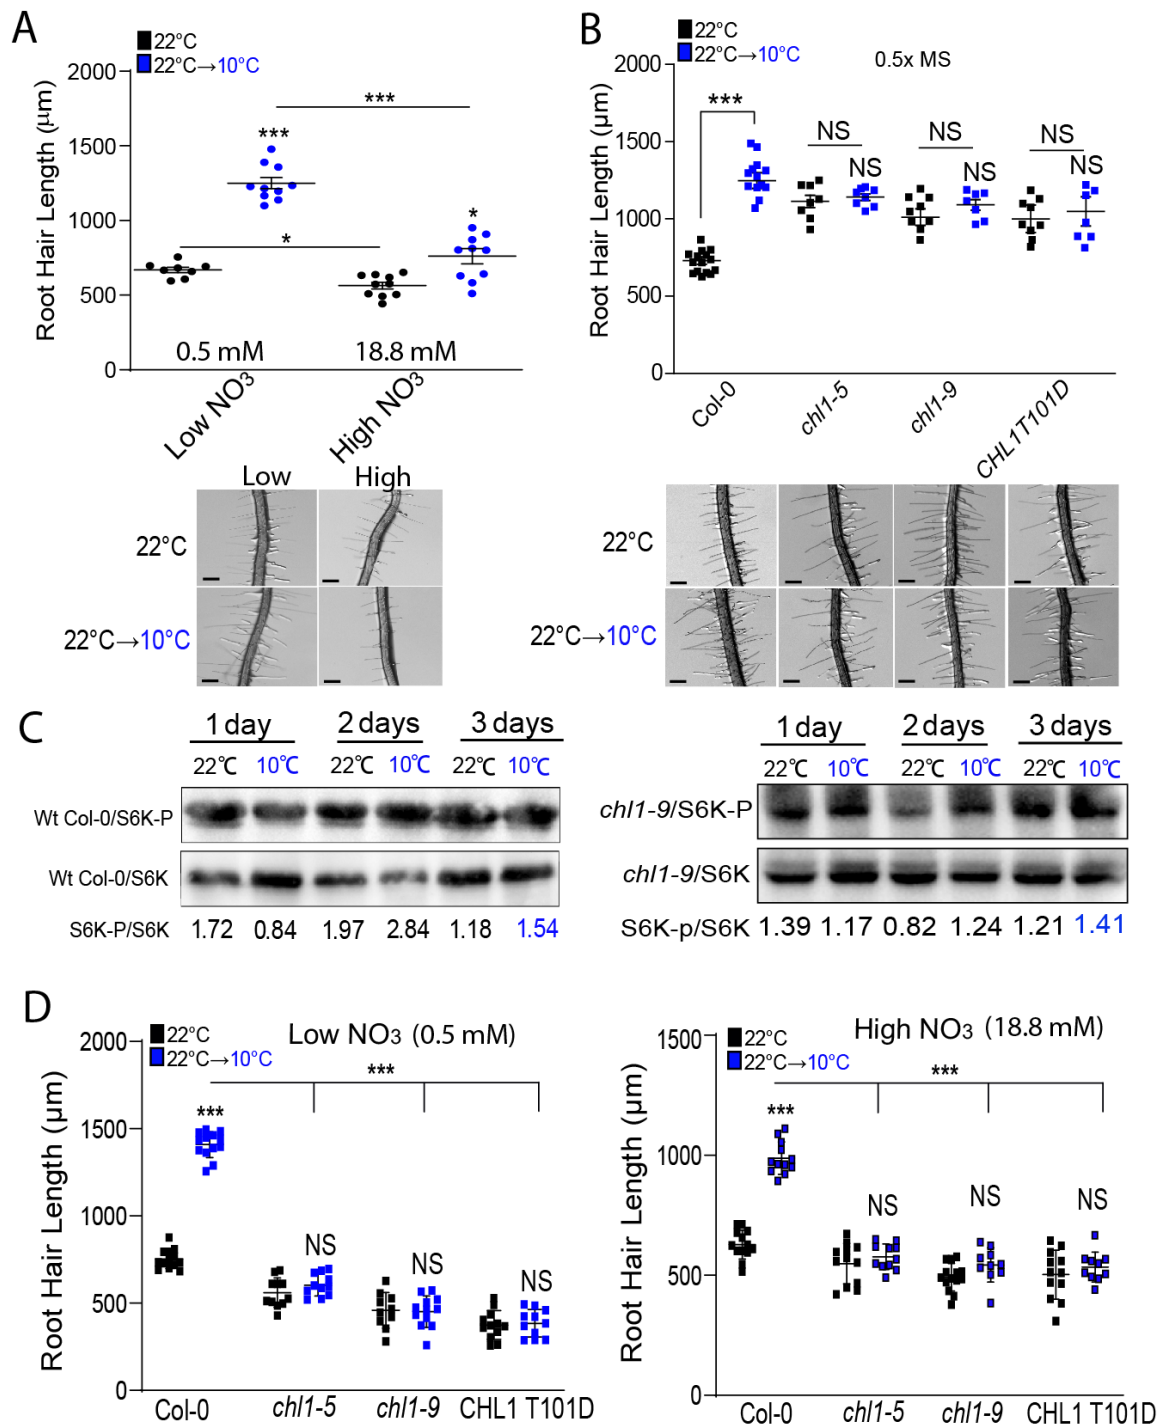 A
22°C
22°C→10°C
Root Hair Length (µm)
2000
1500
1000
500
0
***
***
*
*
0.5 mM
18.8 mM
Low NO3
High NO3
Low
High
22°C
22°C→10°C
B
22°C
22°C→10°C
0.5x MS
Root Hair Length (µm)
2000
1500
1000
500
0
***
NS
NS
NS
NS
NS
NS
Col-0
chl1-5
chl1-9
CHL1T101D
22°C
22°C→10°C
C
1 day
2 days
3 days
22℃
10℃
22℃
10℃
22℃
10℃
Wt Col-0/S6K-P
Wt Col-0/S6K
S6K-P/S6K
1.72
0.84
1.97
2.84
1.18
1.54
1 day
2 days
3 days
22℃
10℃
22℃
10℃
22℃
10℃
chl1-9/S6K-P
chl1-9/S6K
S6K-p/S6K
1.39
1.17
0.82
1.24
1.21
1.41
D
22°C
22°C→10°C
Low NO3 (0.5 mM)
Root Hair Length (µm)
2000
1500
1000
500
0
***
***
NS
NS
NS
Col-0
chl1-5
chl1-9
CHL1 T101D
22°C
22°C→10°C
High NO3 (18.8 mM)
Root Hair Length (µm)
1500
1000
500
0
***
***
NS
NS
NS
Col-0
chl1-5
chl1-9
CHL1 T101D